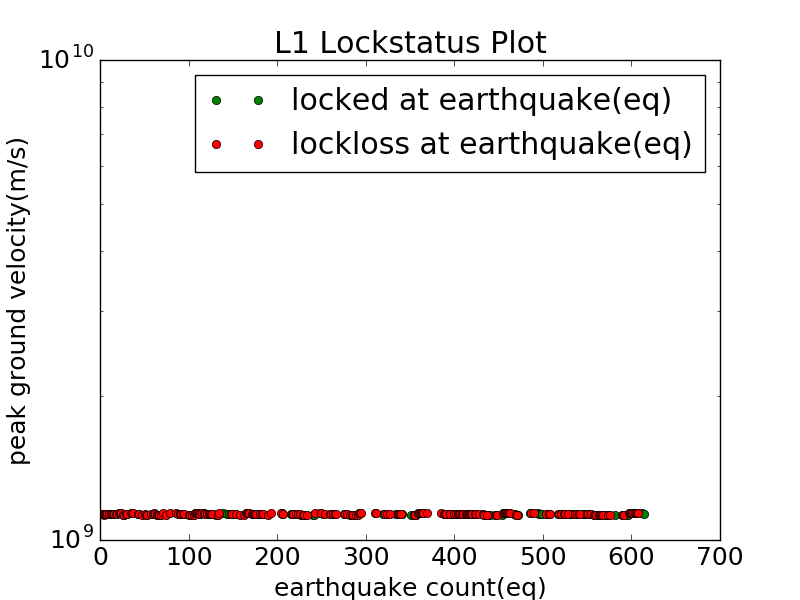 L1 Lockstatus Plot
10^10
locked at earthquake(eq)
lockloss at earthquake(eq)
peak ground velocity(m/s)
10^9
0 100 200 300 400 500 600 700
earthquake count(eq)